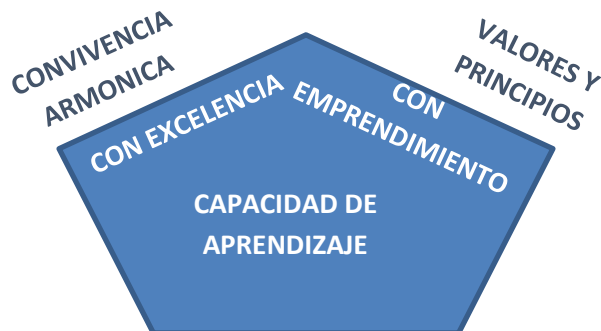 CONVIVENCIA
ARMONICA
VALORES Y
PRINCIPIOS
CON EXCELENCIA
CON
EMPRENDIMIENTO
CAPACIDAD DE
APRENDIZAJE